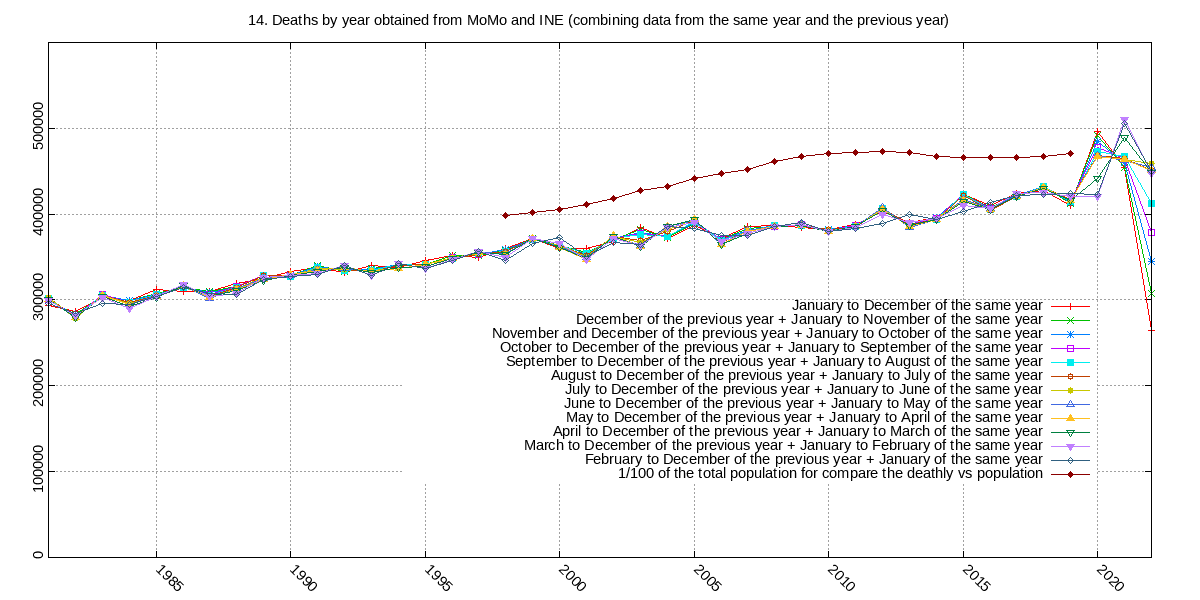 14. Deaths by year obtained from MoMo and INE (combining data from the same year and the previous year)
500000
400000
300000
200000
100000
0
January to December of the same year
December of the previous year + January to November of the same year
November and December of the previous year + January to October of the same year
October to December of the previous year + January to September of the same year
September to December of the previous year + January to August of the same year
August to December of the previous year + January to July of the same year
July to December of the previous year + January to June of the same year
June to December of the previous year + January to May of the same year
May to December of the previous year + January to April of the same year
April to December of the previous year + January to March of the same year
March to December of the previous year + January to February of the same year
February to December of the previous year + January of the same year
1/100 of the total population for compare the deathly vs population
1985
1990
1995
2000
2005
2010
2015
2020